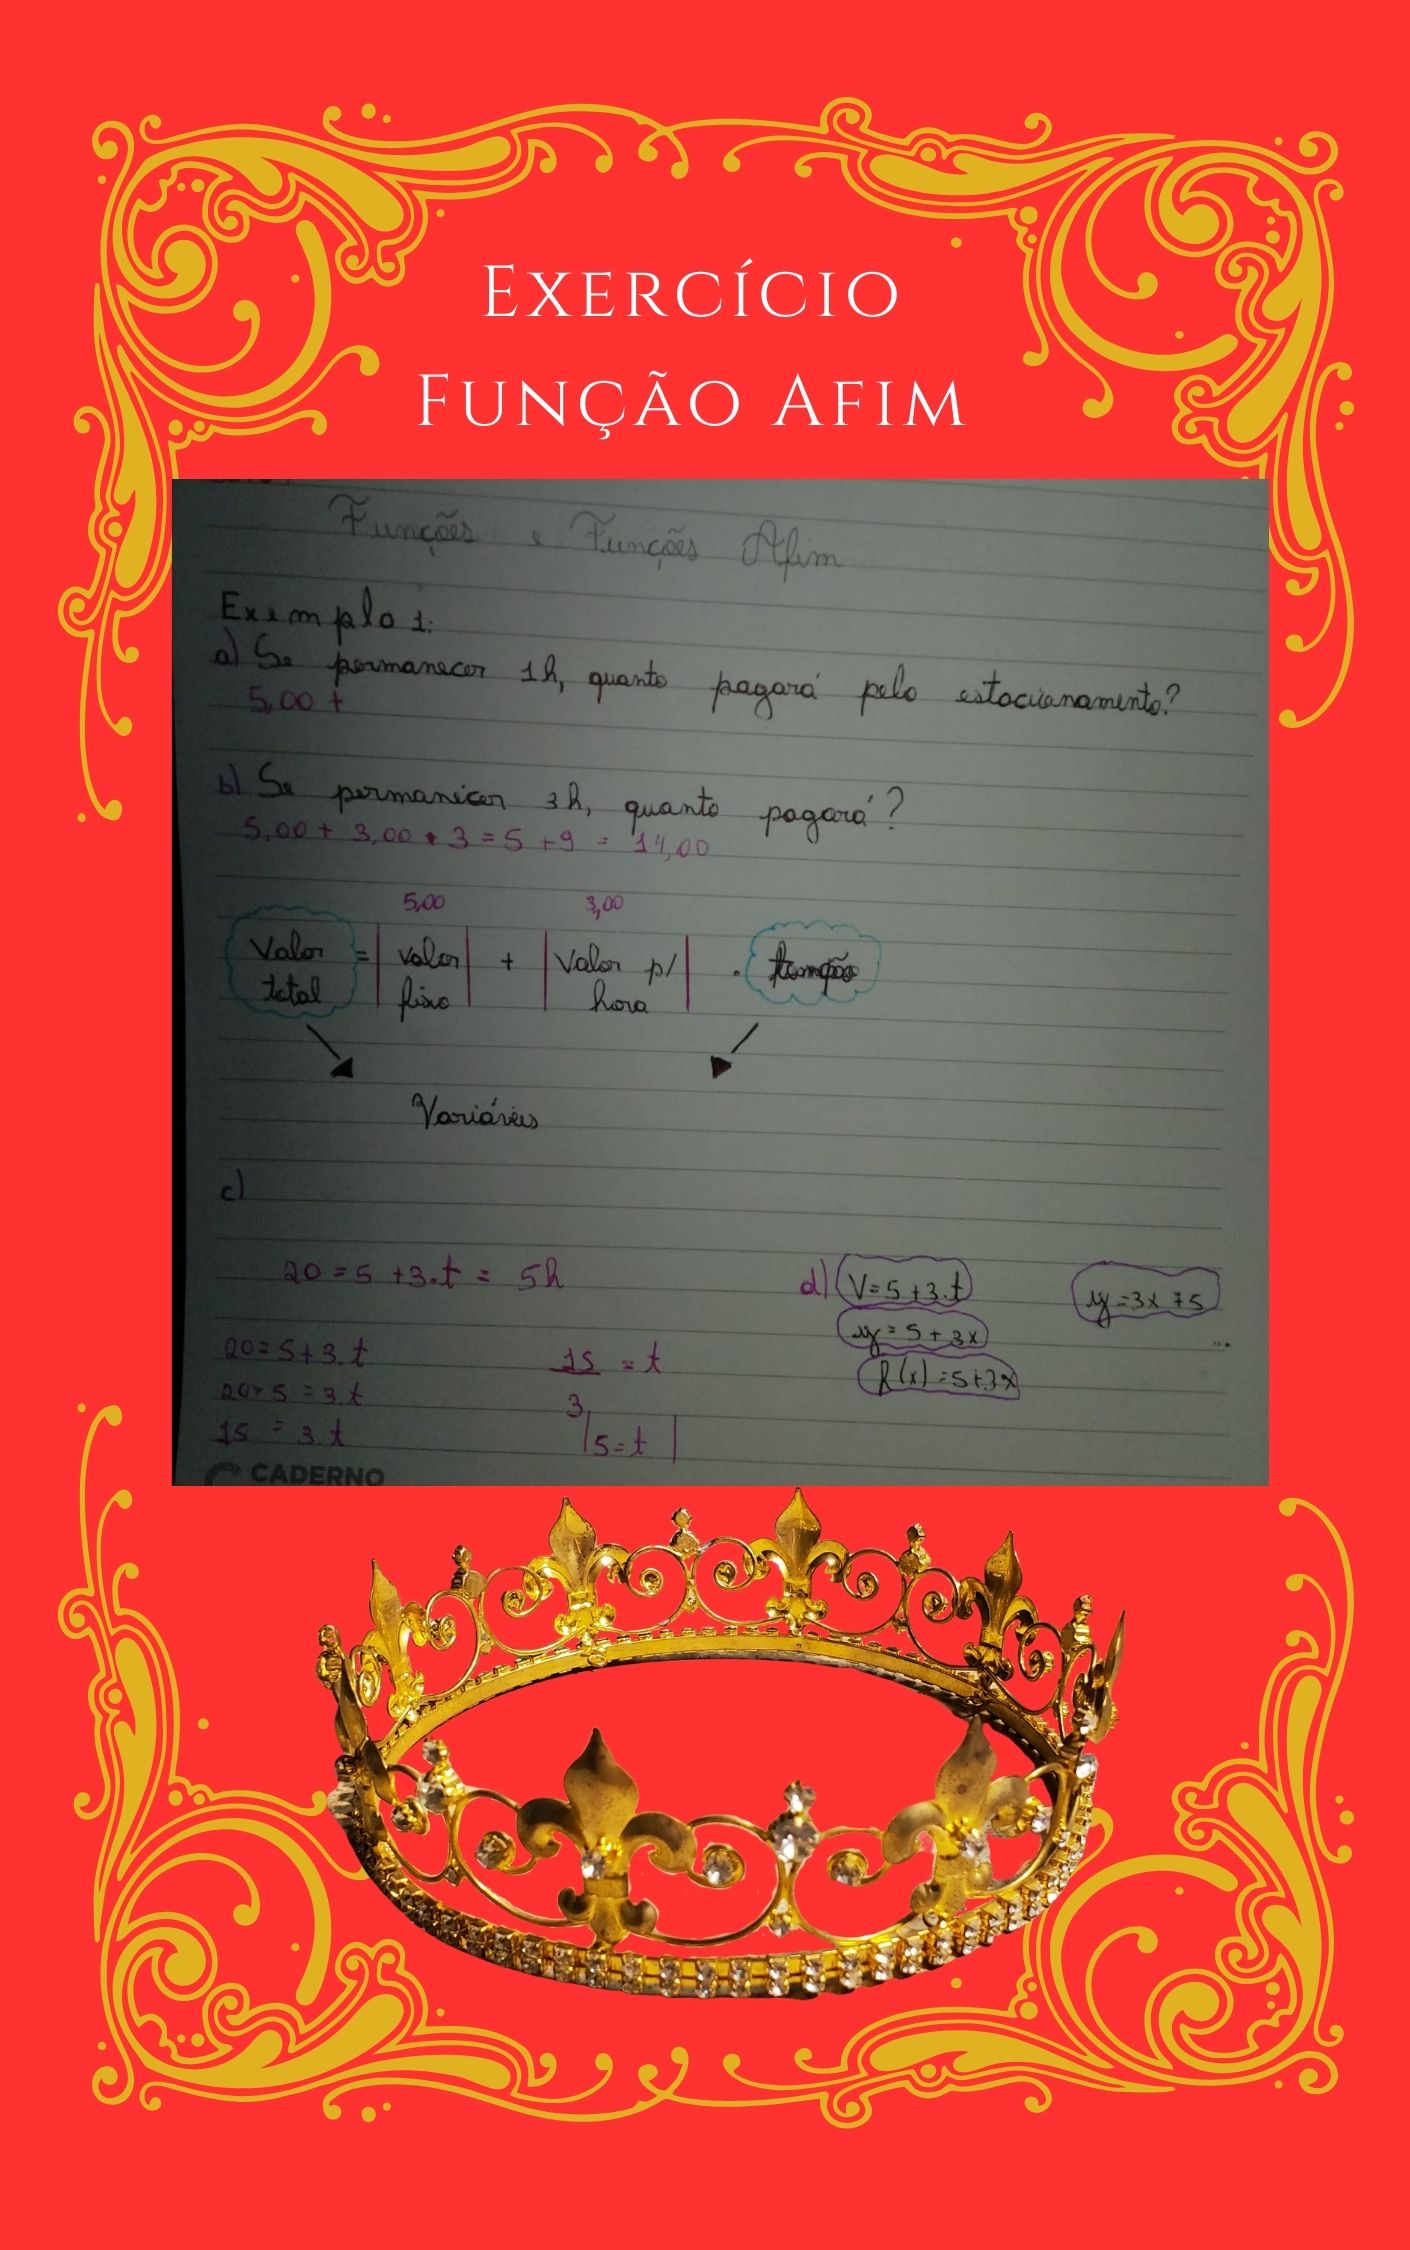 Exercício
Função Afim
Funções e Funções Afim
Exemplo 1:
a) Se permanecer 1h, quanto pagará pelo estacionamento?
5,00 +
b) Se permanecer 3h, quanto pagará?
5,00 + 3,00 • 3 = 5 + 9 = 14,00
5,00 3,00
Valor total = | valor fixo | + | Valor p/ hora | .
Variáveis
c)
20 = 5 + 3.t = 5h
d) V = 5 + 3.t
y = 3x + 5
y = 5 + 3x
...
20 = 5 + 3.t
15/3 = t
(x) = 5 + 3x
5 = 3.t
15 = 3.t
|5 = t|
CADERNO